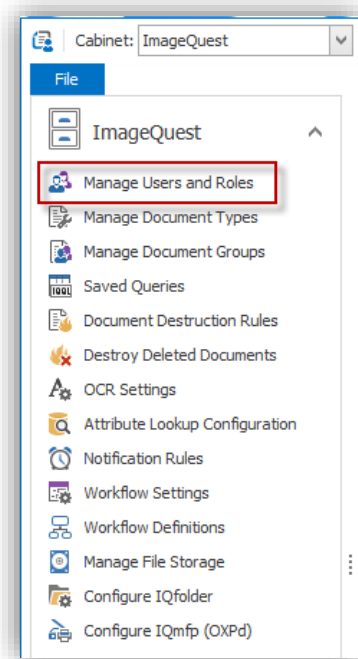 Cabinet: ImageQuest
File
ImageQuest
Manage Users and Roles
Manage Document Types
Manage Document Groups
IQQL Saved Queries
Document Destruction Rules
Destroy Deleted Documents
OCR Settings
Attribute Lookup Configuration
Notification Rules
Workflow Settings
Workflow Definitions
Manage File Storage
Configure IQfolder
Configure IQmfp (OXPd)